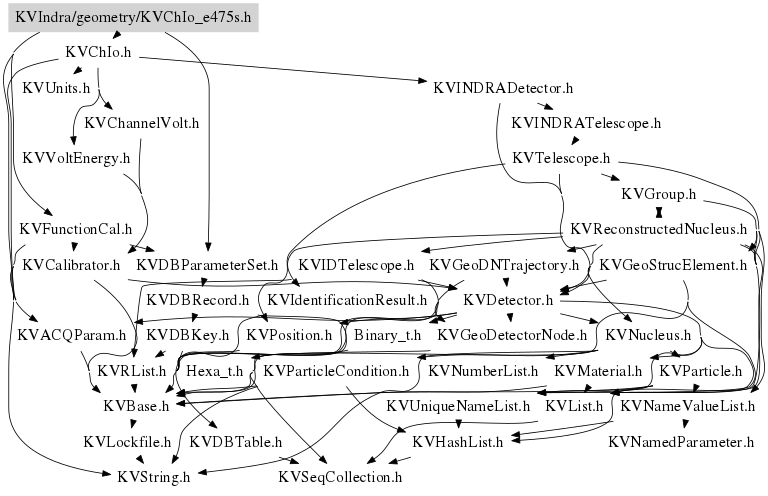 KVIndra/geometry/KVChIo_e475s.h
KVChIo.h
KVUnits.h
KVINDRADetector.h
KVChannelVolt.h
KVINDRATelescope.h
KVVoltEnergy.h
KVTelescope.h
KVGroup.h
KVFunctionCal.h
KVReconstructedNucleus.h
KVCalibrator.h
KVDBParameterSet.h
KVIDTelescope.h
KVGeoDNTrajectory.h
KVGeoStrucElement.h
KVDBRecord.h
KVIdentificationResult.h
KVDetector.h
KVACQParam.h
KVDBKey.h
KVPosition.h
Binary_t.h
KVGeoDetectorNode.h
KVNucleus.h
KVRList.h
Hexa_t.h
KVParticleCondition.h
KVNumberList.h
KVMaterial.h
KVParticle.h
KVBase.h
KVUniqueNameList.h
KVList.h
KVNameValueList.h
KVLockfile.h
KVDBTable.h
KVHashList.h
KVNamedParameter.h
KVString.h
KVSeqCollection.h